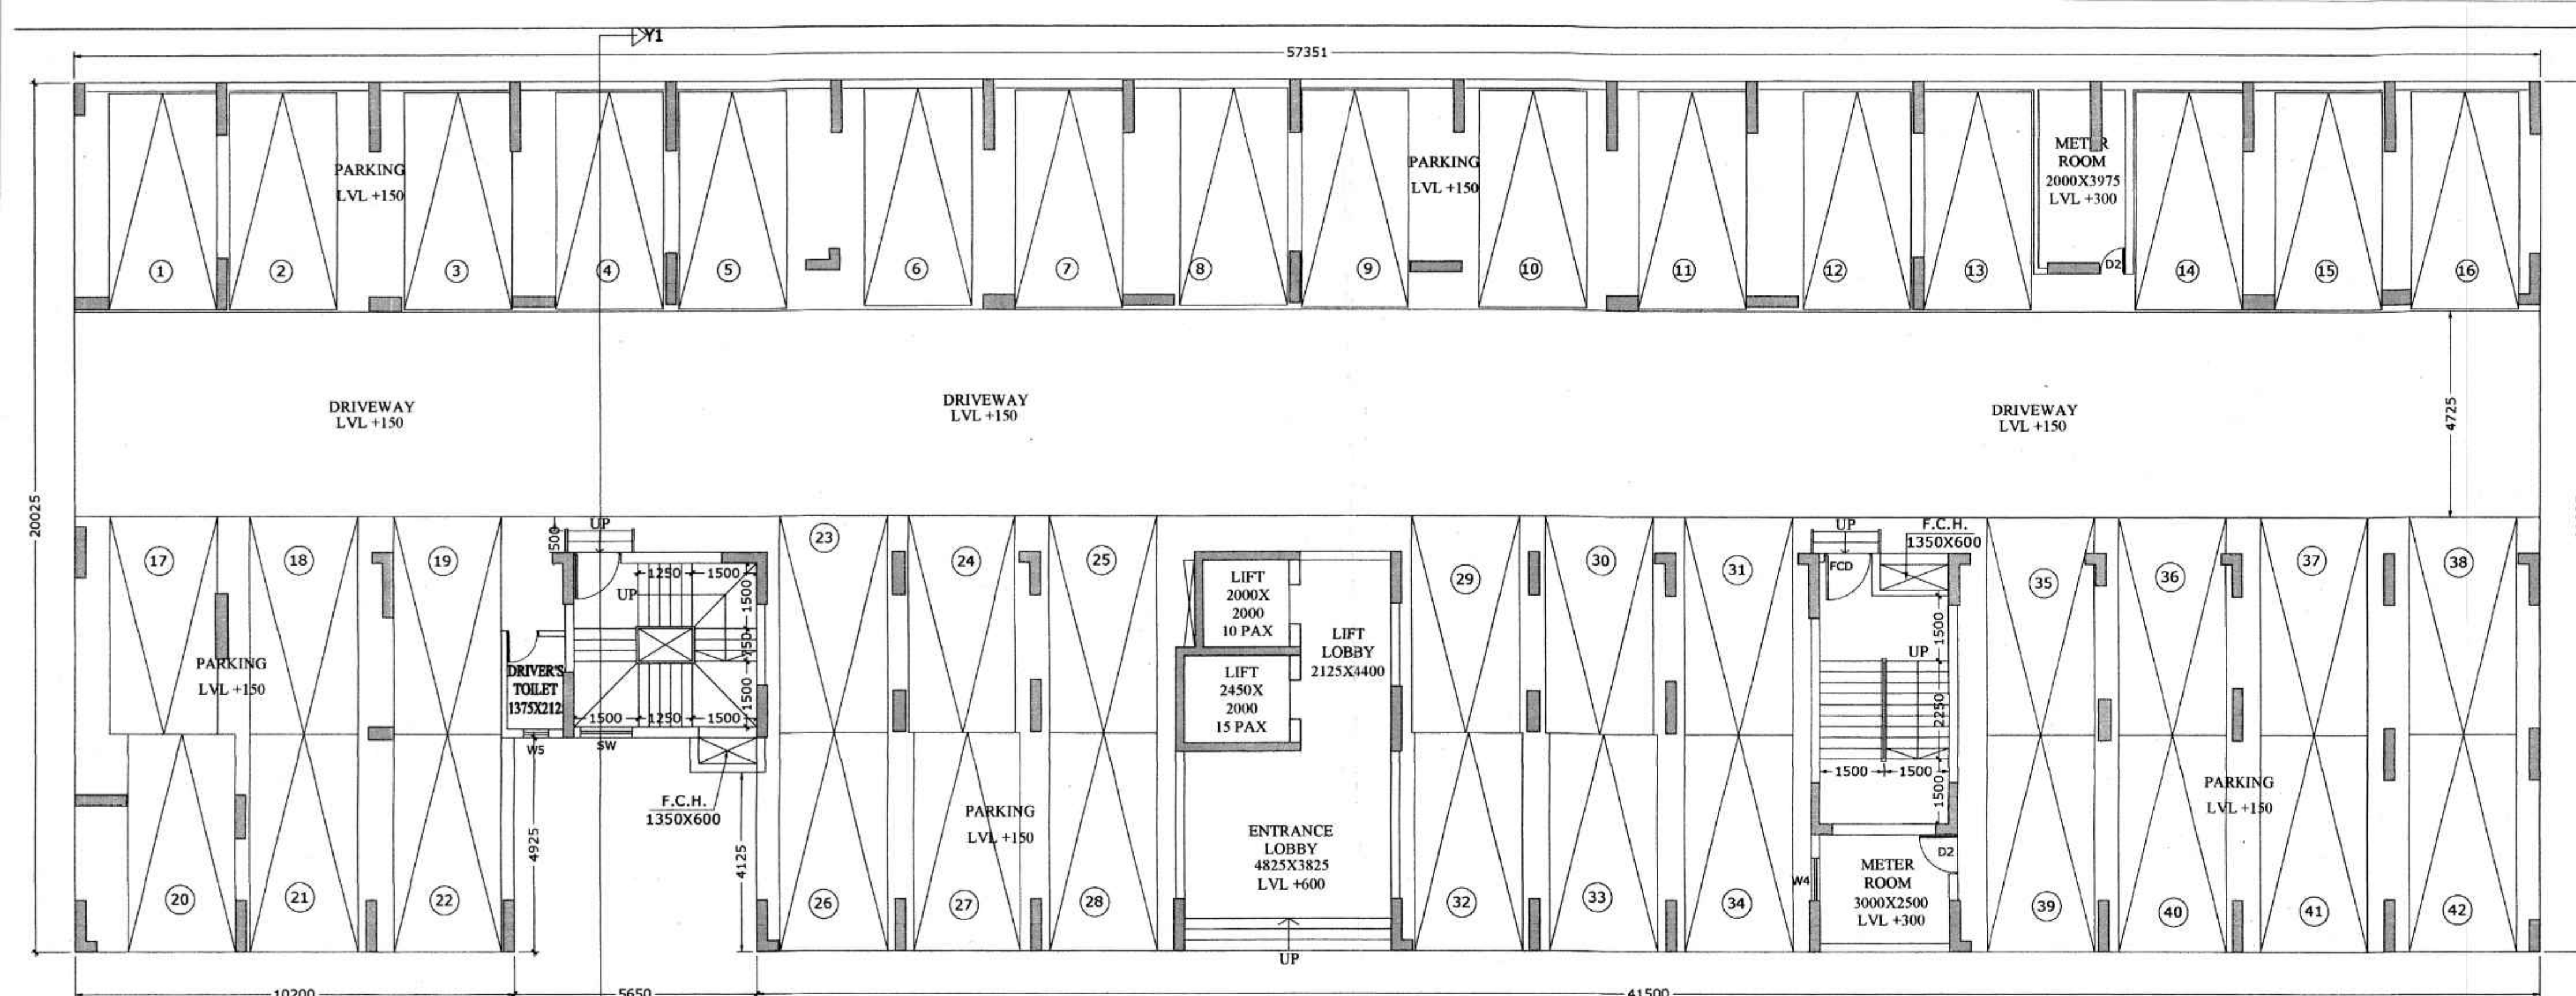 Y1
57351
PARKING
LVL +150
PARKING
LVL +150
METER
ROOM
2000X3975
LVL +300
D2
1
2
3
4
5
6
7
8
9
10
11
12
13
14
15
16
DRIVEWAY
LVL +150
DRIVEWAY
LVL +150
DRIVEWAY
LVL +150
4725
20025
17
18
19
500
UP
UP
1250
1500
1500
750
1500
1500
1250
1500
DRIVER'S
TOILET
1375X212
W5
SW
PARKING
LVL +150
20
21
22
4925
F.C.H.
1350X600
4125
23
24
25
PARKING
LVL +150
26
27
28
LIFT
2000X
2000
10 PAX
LIFT
2450X
2000
15 PAX
LIFT
LOBBY
2125X4400
ENTRANCE
LOBBY
4825X3825
LVL +600
UP
29
30
31
32
33
34
UP
F.C.H.
1350X600
FCD
1500
UP
2250
1500
1500
1500
W4
METER
ROOM
3000X2500
LVL +300
D2
35
36
37
38
PARKING
LVL +150
39
40
41
42
10200
5650
41500